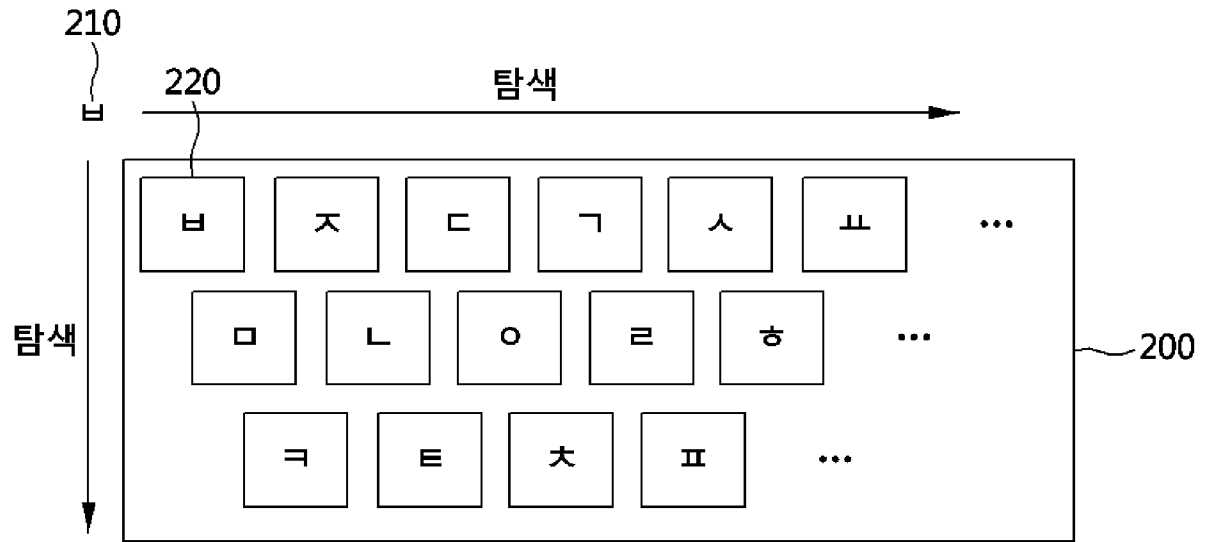 210
220
탐색
ㅂ
ㅂ ㅈ ㄷ ㄱ ㅅ ㅛ ...
ㅁ ㄴ ㅇ ㄹ ㅎ ...
탐색
200
ㅋ ㅌ ㅊ ㅍ ...